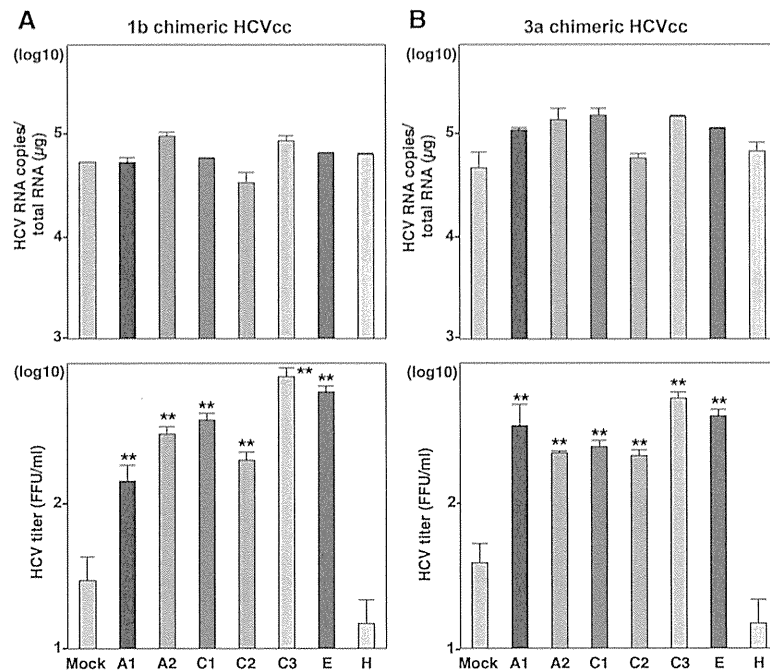 A
1b chimeric HCVcc
(log10)
5
4
3
HCV RNA copies/
total RNA (µg)
(log10)
2
1
HCV titer (FFU/ml)
**
**
**
**
**
**
Mock A1 A2 C1 C2 C3 E H
B
3a chimeric HCVcc
(log10)
5
4
3
HCV RNA copies/
total RNA (µg)
(log10)
2
1
HCV titer (FFU/ml)
**
**
**
**
**
**
Mock A1 A2 C1 C2 C3 E H